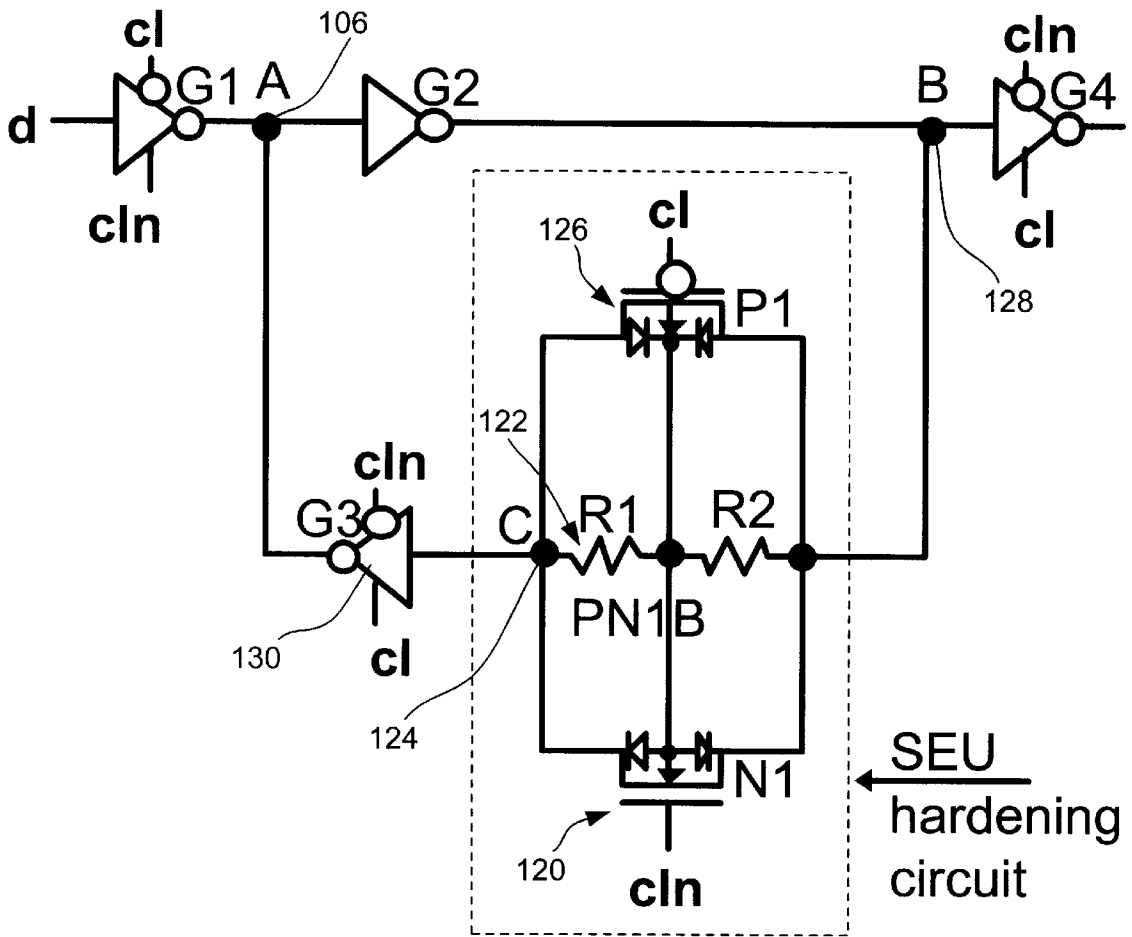 cl
106
cln
G1
A
G2
B
G4
d
cln
cl
cl
126
128
P1
122
cln
G3
C
R1
R2
PN1B
130
cl
124
N1
SEU
hardening
circuit
120
cln